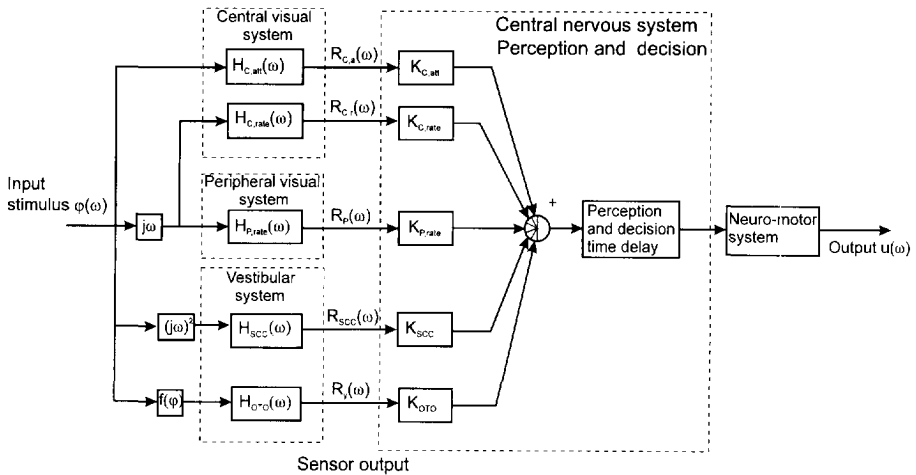 Central visual
system
Central nervous system
Perception and decision
H_C,att(ω)
R_C,a(ω)
K_C,att
H_C,rate(ω)
R_C,r(ω)
K_C,rate
Input
stimulus φ(ω)
Peripheral visual
system
jω
H_P,rate(ω)
R_P(ω)
K_P,rate
+
Perception
and decision
time delay
Neuro-motor
system
Output u(ω)
Vestibular
system
(jω)²
H_SCC(ω)
R_SCC(ω)
K_SCC
f(φ)
H_OTO(ω)
(ω)
K_OTO
Sensor output